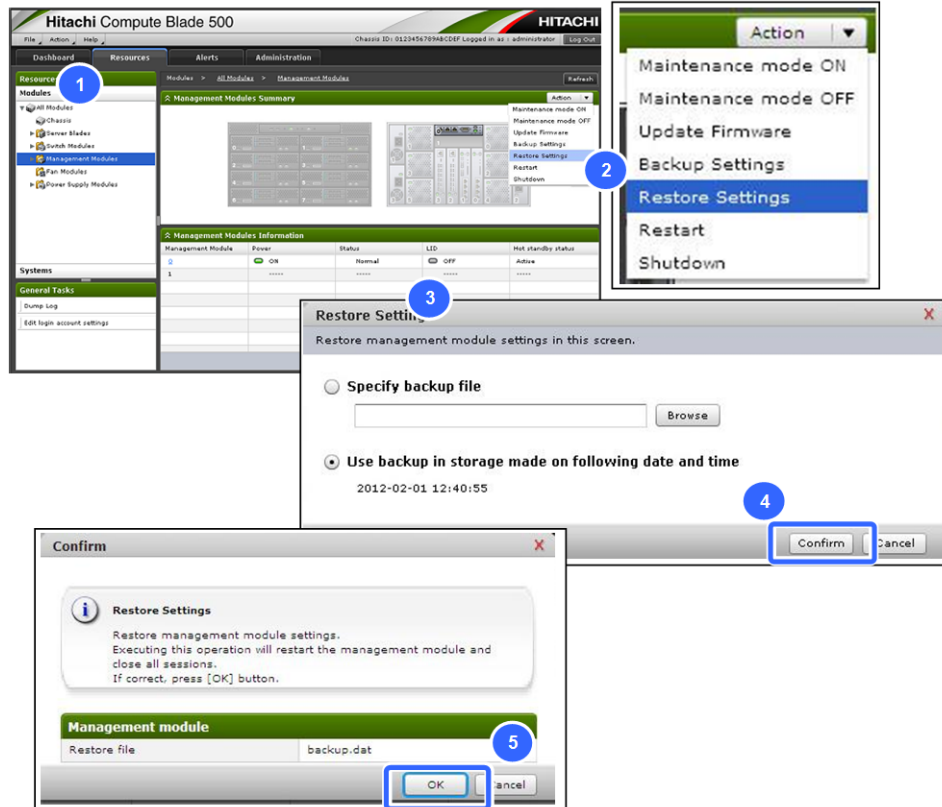 Hitachi Compute Blade 500
HITACHI
File Action Help
Chassis ID: 0123456789ABCDEF Logged in as : administrator Log Out
Dashboard Resources Alerts Administration
Resources
1
Modules > All Modules > Management Modules
Refresh
Modules
All Modules
Chassis
Server Blades
Switch Modules
Management Modules
Fan Modules
Power Supply Modules
Systems
General Tasks
Dump Log
Edit login account settings
Management Modules Summary
Action
Maintenance mode ON
Maintenance mode OFF
Update Firmware
Backup Settings
Restore Settings
Restart
Shutdown
2
Management Modules Information
Management Module Power Status LID Hot standby status
0 ON Normal OFF Active
1 ----- ----- ----- -----
Action
Maintenance mode ON
Maintenance mode OFF
Update Firmware
Backup Settings
Restore Settings
Restart
Shutdown
3
Restore Setting
X
Restore management module settings in this screen.
Specify backup file
Browse
Use backup in storage made on following date and time
2012-02-01 12:40:55
4
Confirm Cancel
Confirm
X
Restore Settings
Restore management module settings.
Executing this operation will restart the management module and
close all sessions.
If correct, press [OK] button.
Management module
Restore file backup.dat
5
OK Cancel